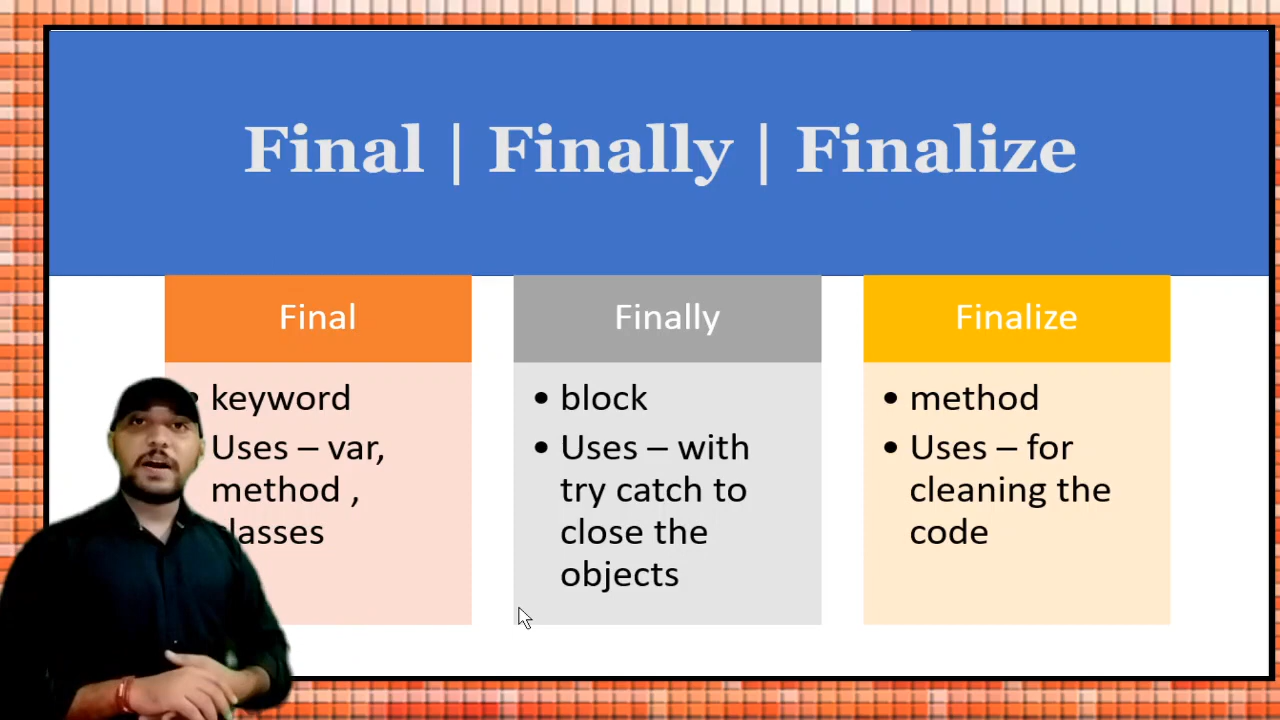 Final | Finally | Finalize
Final
• keyword
Uses – var,
method ,
Finally
• block
• Uses – with
try catch to
close the
objects
Finalize
• method
• Uses – for
cleaning the
code